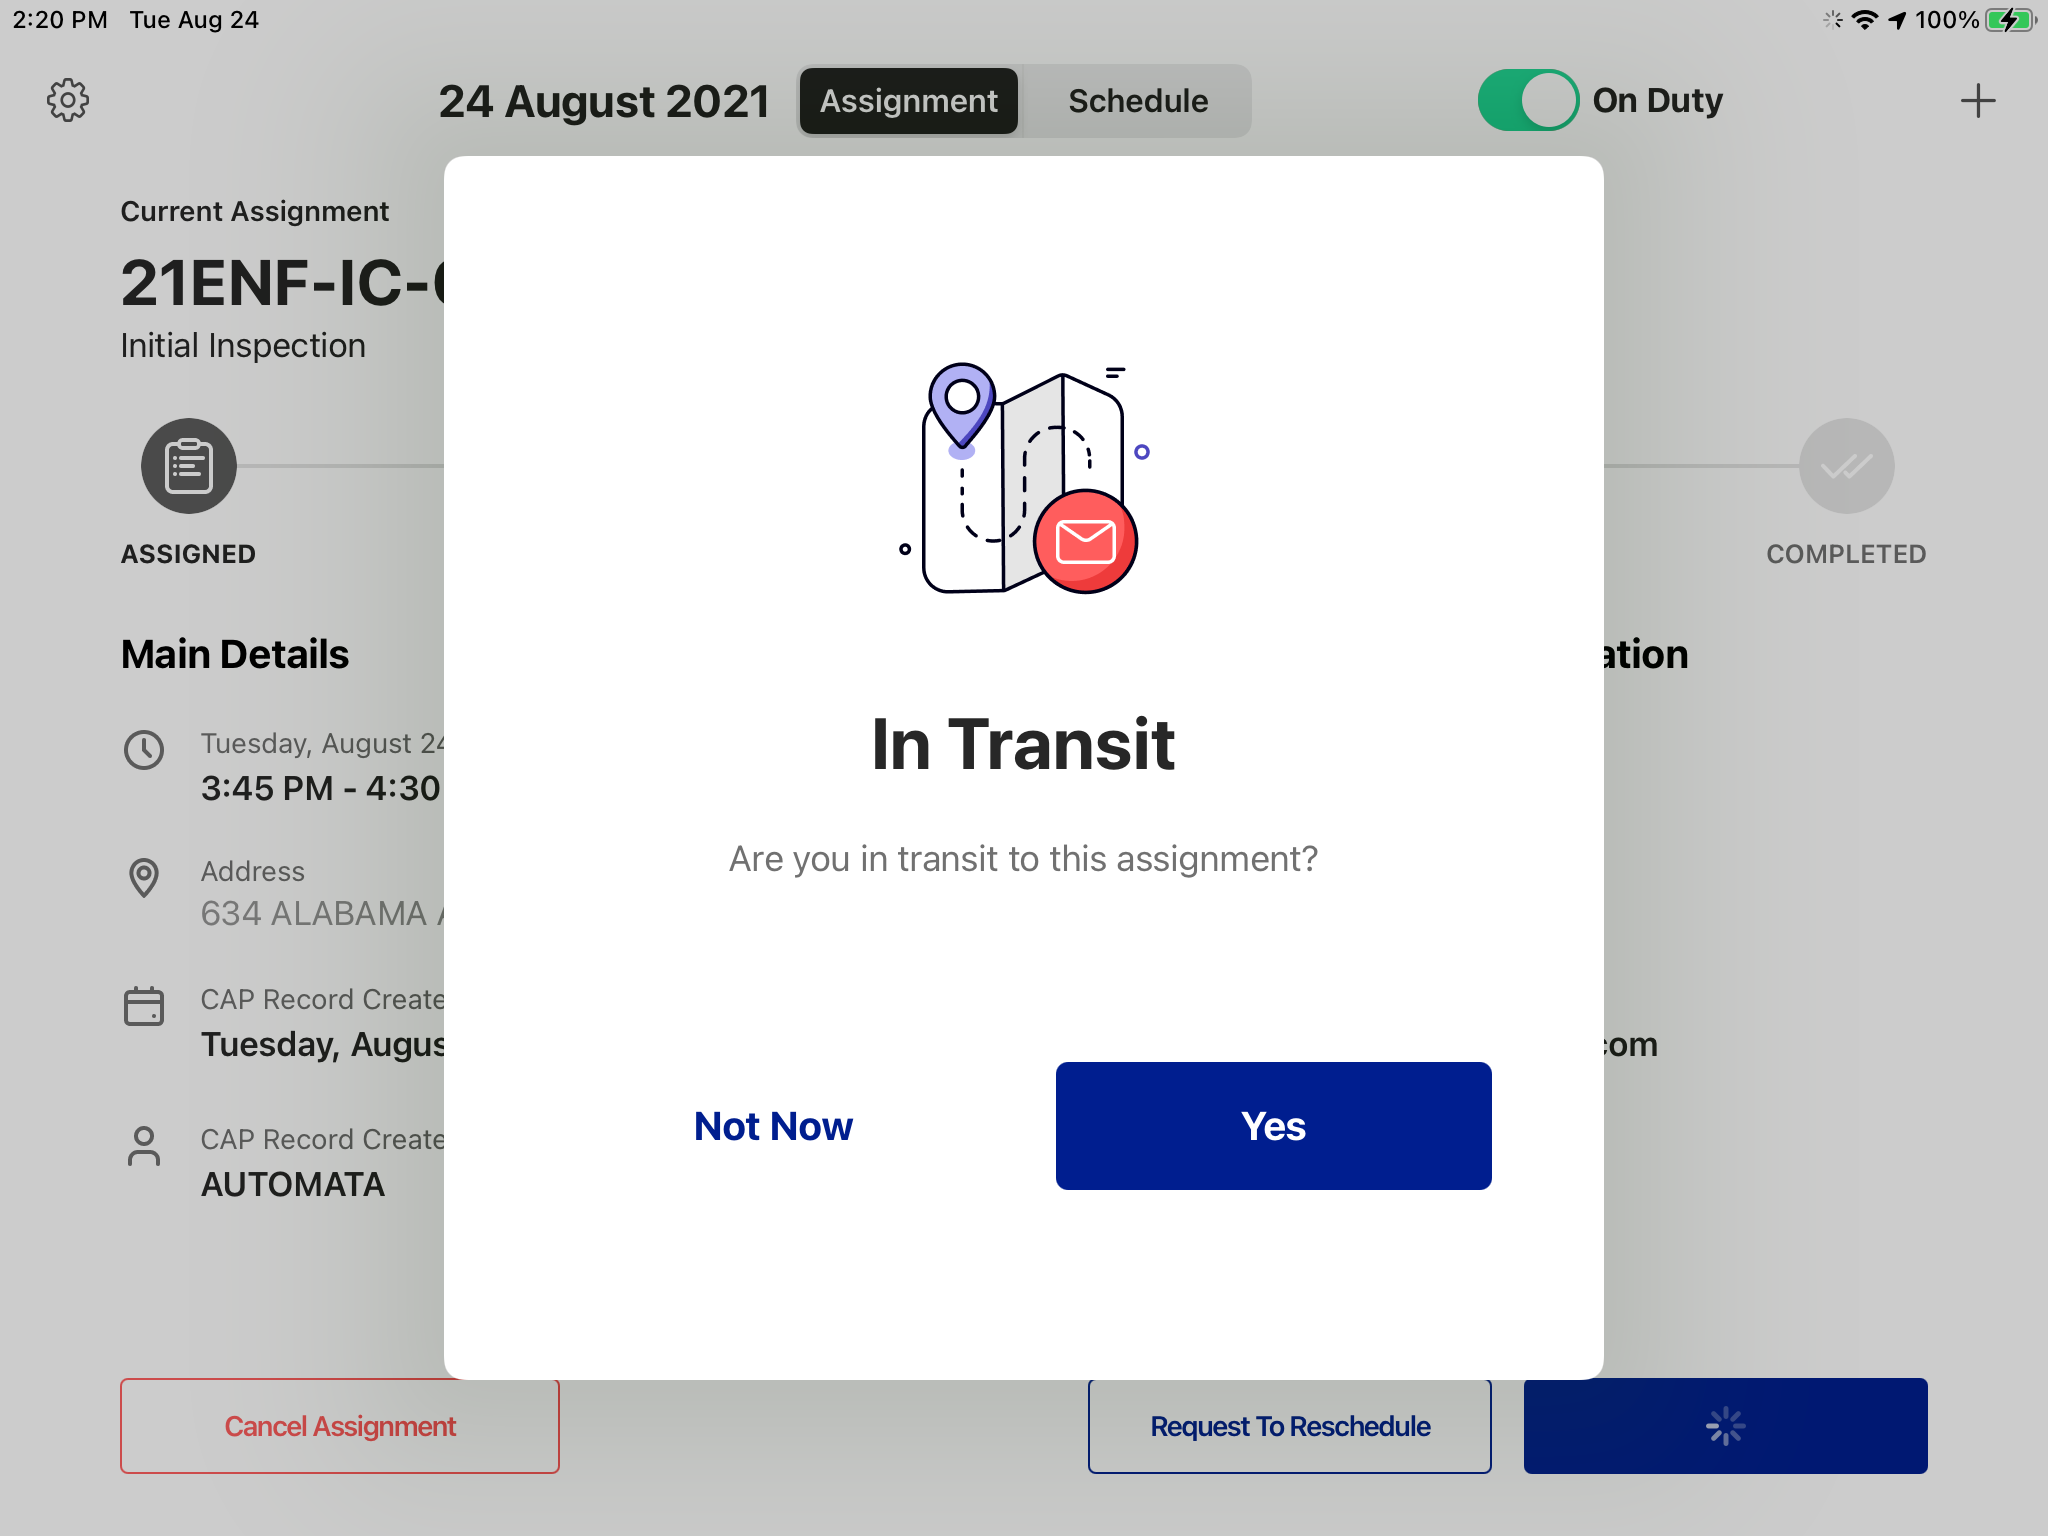 2:20 PM Tue Aug 24
100%
24 August 2021
Assignment
Schedule
On Duty
Current Assignment
21ENF-IC-
Initial Inspection
ASSIGNED
COMPLETED
Main Details
ation
Tuesday, August 24
3:45 PM - 4:30
Address
634 ALABAMA
CAP Record Create
Tuesday, Augus
com
CAP Record Create
AUTOMATA
In Transit
Are you in transit to this assignment?
Not Now
Yes
Cancel Assignment
Request To Reschedule